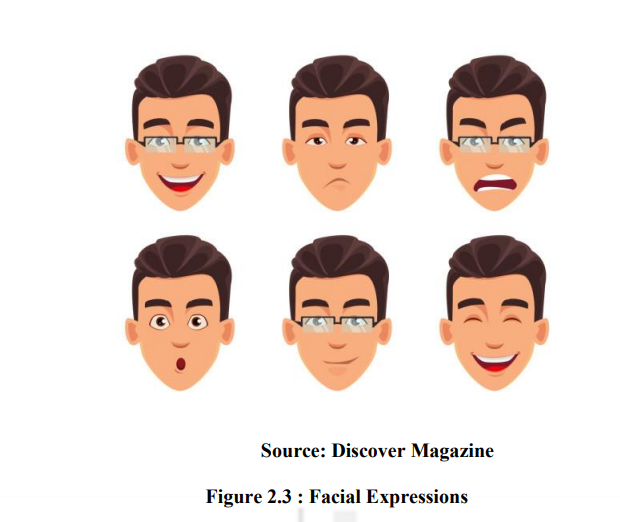 Source: Discover Magazine
Figure 2.3 : Facial Expressions